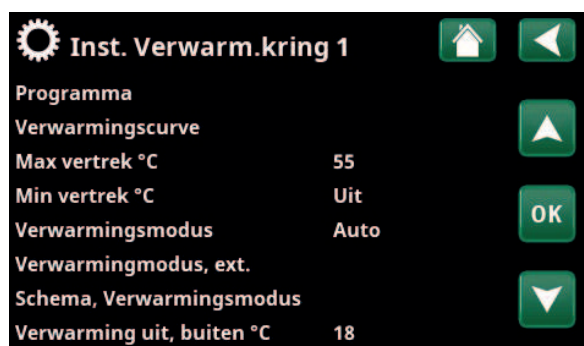 Inst. Verwarm.kring 1
Programma
Verwarmingscurve
Max vertrek °C 55
Min vertrek °C Uit
Verwarmingsmodus Auto
OK
Verwarmingmodus, ext.
Schema, Verwarmingsmodus
Verwarming uit, buiten °C 18